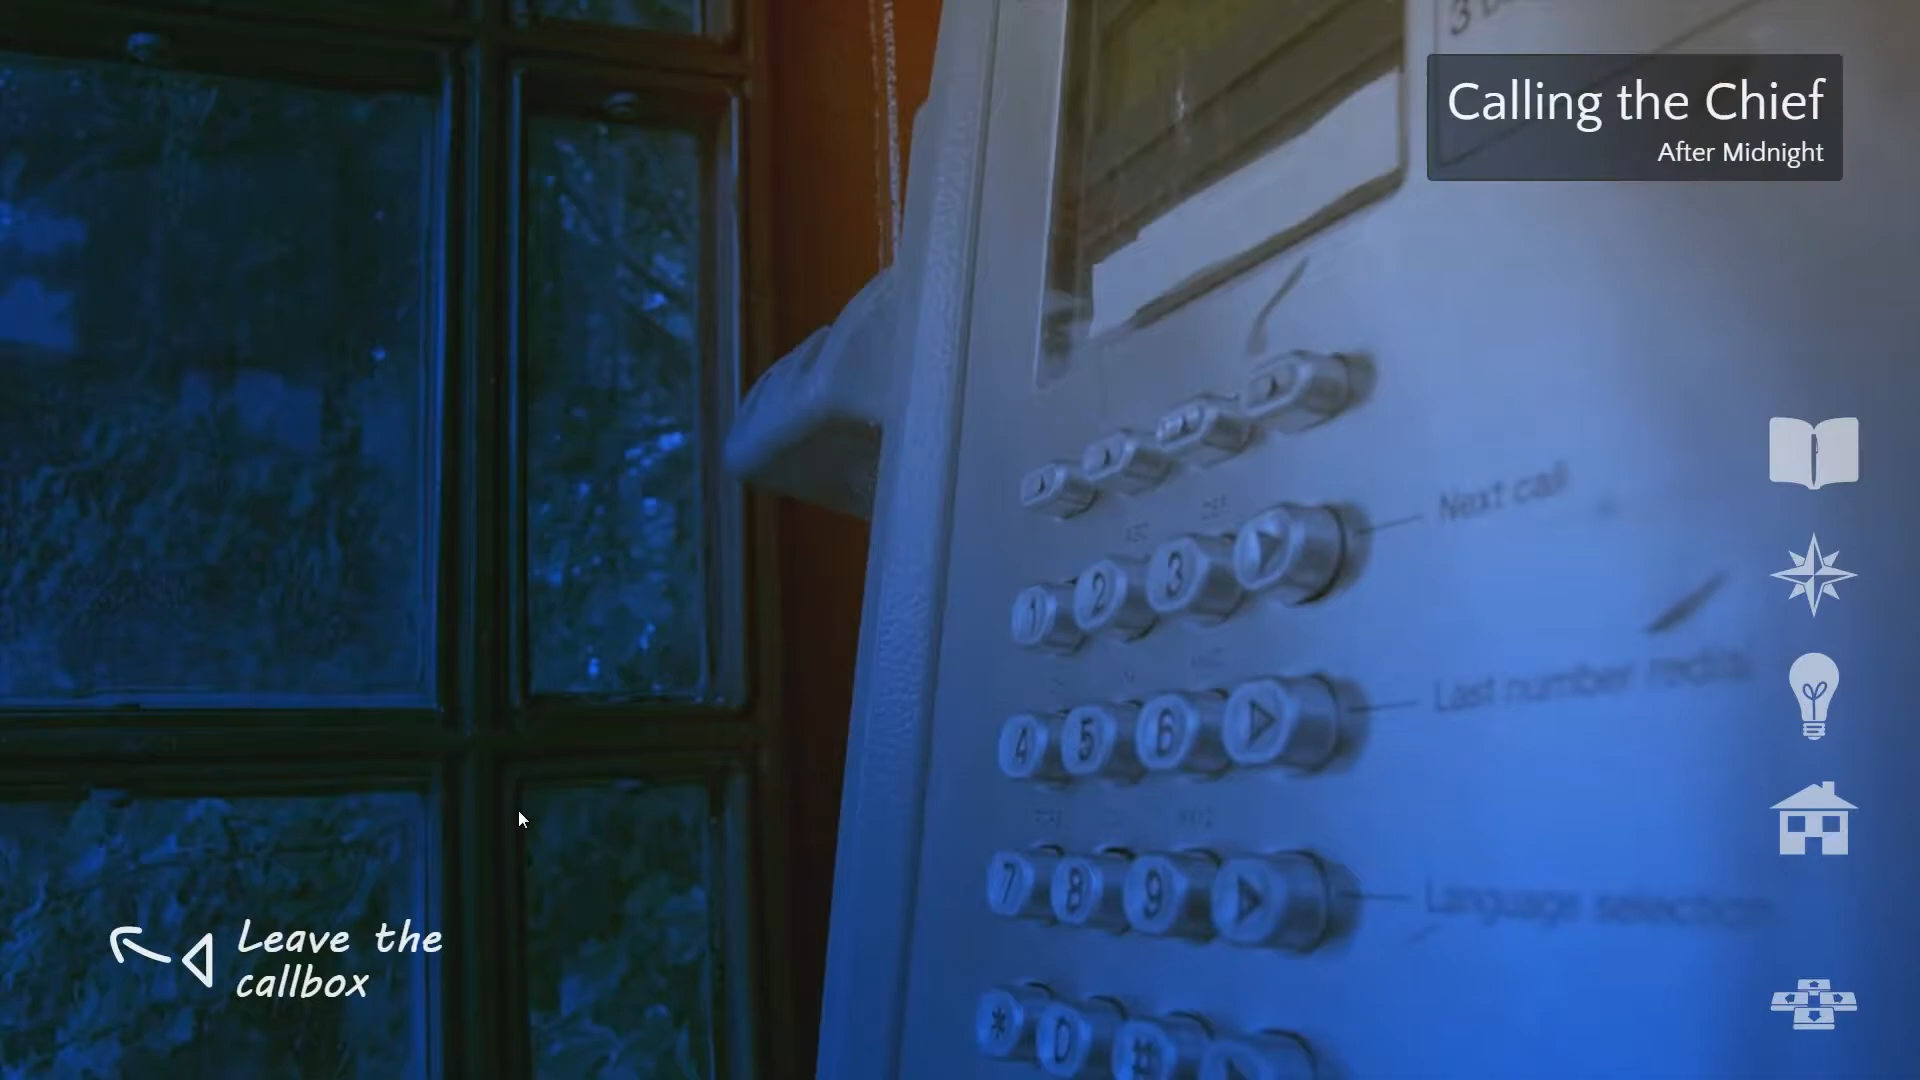 Calling the Chief
After Midnight
Next call
1 2 3
Last number redial
4 5 6
Language selection
7 8 9
Leave the
callbox
*